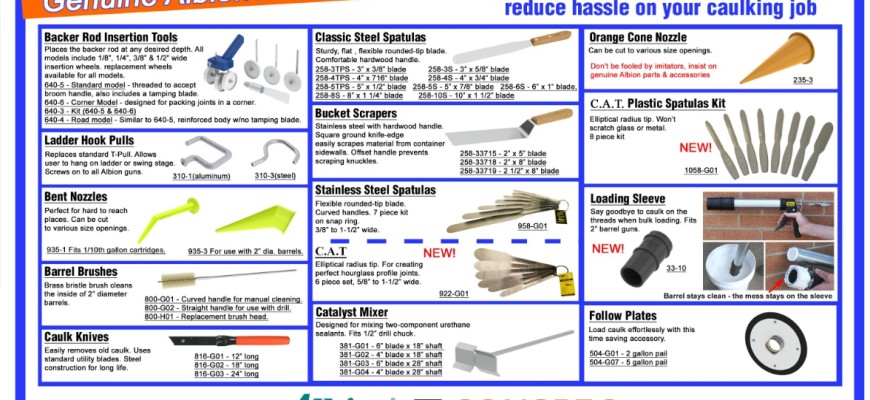 Genuine Albion
reduce hassle on your caulking job
Backer Rod Insertion Tools
Places the backer rod at any desired depth. All
models include 1/8", 1/4", 3/8" & 1/2" wide
insertion wheels. replacement wheels
available for all models.
640-5 - Standard model - threaded to accept
broom handle, also includes a tamping blade.
640-6 - Corner Model - designed for packing joints in a corner.
640-3 - Kit (640-5 & 640-6)
640-4 - Road model - Similar to 640-5, reinforced body w/no tamping blade.
Ladder Hook Pulls
Replaces standard T-Pull. Allows
user to hang on ladder or swing stage.
Screws on to all Albion guns.
310-1(aluminum)
310-3(steel)
Bent Nozzles
Perfect for hard to reach
places. Can be cut
to various size openings.
935-1 Fits 1/10th gallon cartridges.
935-3 For use with 2" dia. barrels.
Barrel Brushes
Brass bristle brush cleans
the inside of 2" diameter
barrels.
800-G01 - Curved handle for manual cleaning.
800-G02 - Straight handle for use with drill.
800-H01 - Replacement brush head.
Caulk Knives
Easily removes old caulk. Uses
standard utility blades. Steel
construction for long life.
816-G01 - 12" long
816-G02 - 18" long
816-G03 - 24" long
Classic Steel Spatulas
Sturdy, flat , flexible rounded-tip blade.
Comfortable hardwood handle.
258-3TPS - 3" x 3/8" blade
258-3S - 3" x 5/8" blade
258-4TPS - 4" x 7/16" blade
258-4S - 4" x 3/4" blade
258-5TPS - 5" x 1/2" blade
258-5S - 5" x 7/8" blade
258-6S - 6" x 1" blade,
258-8S - 8" x 1 1/4" blade
258-10S - 10" x 1 1/2" blade
Bucket Scrapers
Stainless steel with hardwood handle.
Square ground knife-edge
easily scrapes material from container
sidewalls. Offset handle prevents
scraping knuckles.
258-33715 - 2" x 5" blade
258-33718 - 2" x 8" blade
258-33719 - 2 1/2" x 8" blade
Stainless Steel Spatulas
Flexible rounded-tip blade.
Curved handles. 7 piece kit
on snap ring.
3/8" to 1-1/2" wide.
958-G01
C.A.T
NEW!
Elliptical radius tip. For creating
perfect hourglass profile joints.
6 piece set, 5/8" to 1-1/2" wide.
922-G01
Catalyst Mixer
Designed for mixing two-component urethane
sealants. Fits 1/2" drill chuck.
381-G01 - 6" blade x 18" shaft
381-G02 - 4" blade x 18" shaft
381-G03 - 6" blade x 28" shaft
381-G04 - 4" blade x 28" shaft
Orange Cone Nozzle
Can be cut to various size openings.
Don't be fooled by imitators, insist on
genuine Albion parts & accessories
235-3
C.A.T. Plastic Spatulas Kit
Elliptical radius tip. Won't
scratch glass or metal.
8 piece kit
NEW!
1058-G01
Loading Sleeve
Say goodbye to caulk on the
threads when bulk loading. Fits
2" barrel guns.
NEW!
33-10
Barrel stays clean - the mess stays on the sleeve
Follow Plates
Load caulk effortlessly with this
time saving accessory.
504-G01 - 2 gallon pail
504-G07 - 5 gallon pail